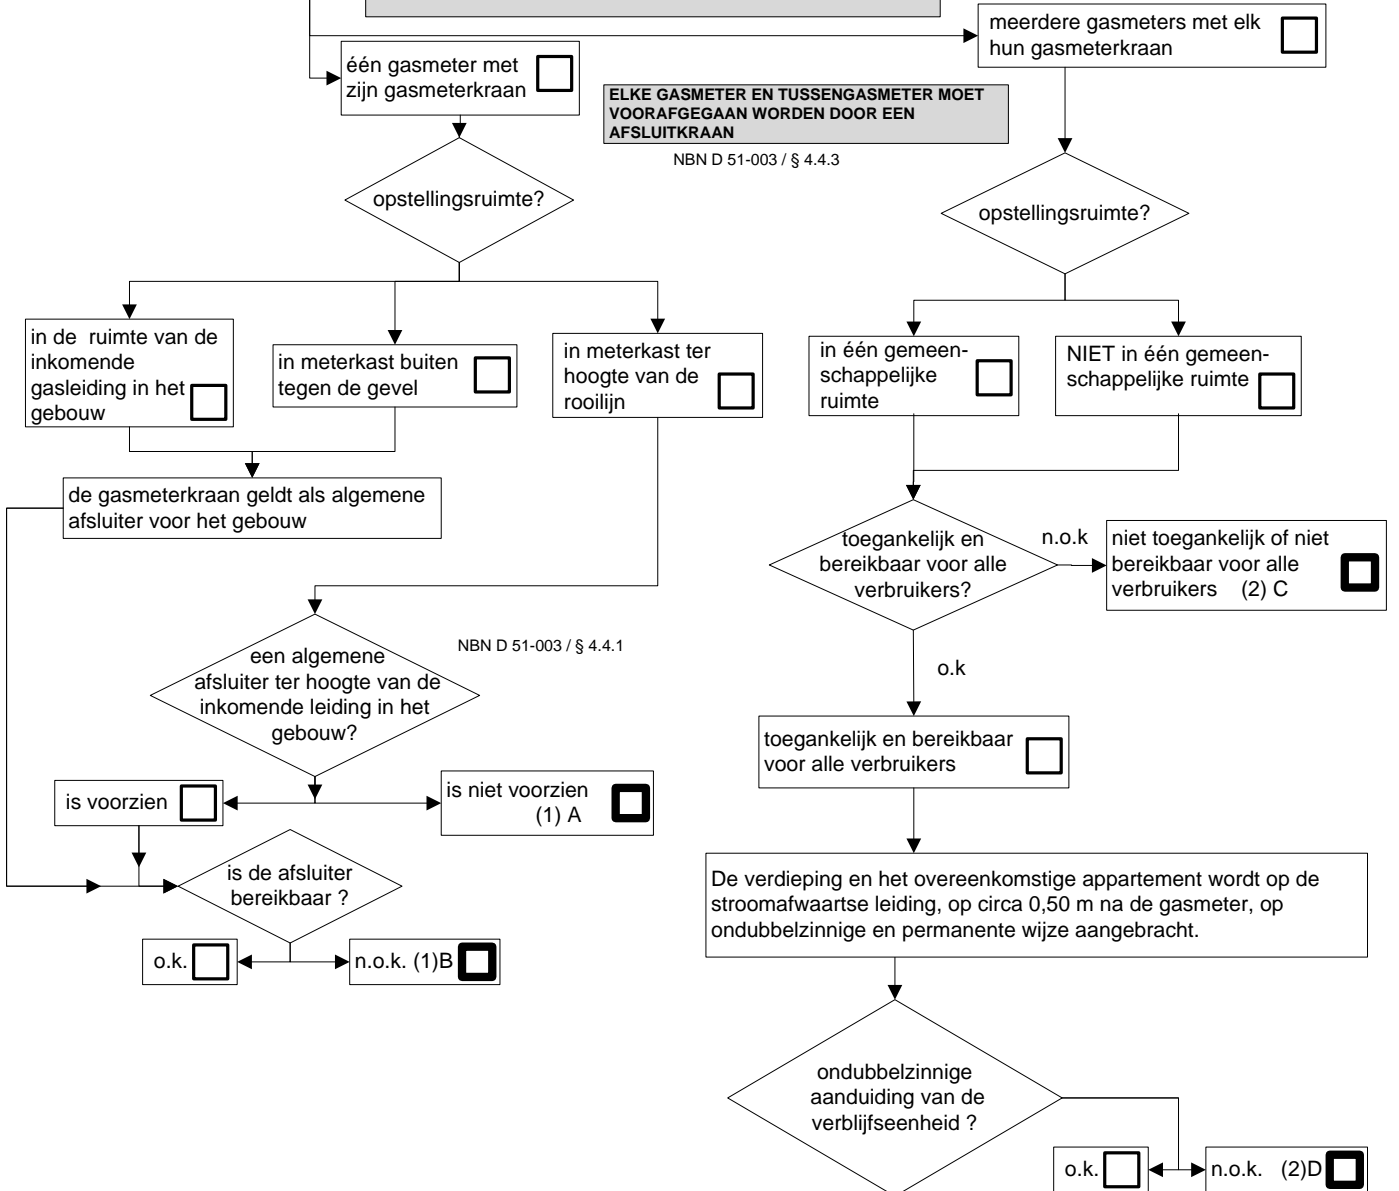 meerdere gasmeters met elk
hun gasmeterkraan
één gasmeter met
zijn gasmeterkraan
ELKE GASMETER EN TUSSENGASMETER MOET
VOORAFGEGAAN WORDEN DOOR EEN
AFSLUITKRAAN
NBN D 51-003 / § 4.4.3
opstellingsruimte?
opstellingsruimte?
in de ruimte van de
inkomende
gasleiding in het
gebouw
in meterkast buiten
tegen de gevel
in meterkast ter
hoogte van de
rooilijn
in één gemeen-
schappelijke
ruimte
NIET in één gemeen-
schappelijke ruimte
de gasmeterkraan geldt als algemene
afsluiter voor het gebouw
toegankelijk en
bereikbaar voor alle
verbruikers?
n.o.k
niet toegankelijk of niet
bereikbaar voor alle
verbruikers (2) C
NBN D 51-003 / § 4.4.1
een algemene
afsluiter ter hoogte van de
inkomende leiding in het
gebouw?
o.k
toegankelijk en bereikbaar
voor alle verbruikers
is voorzien
is niet voorzien
(1) A
is de afsluiter
bereikbaar ?
De verdieping en het overeenkomstige appartement wordt op de
stroomafwaartse leiding, op circa 0,50 m na de gasmeter, op
ondubbelzinnige en permanente wijze aangebracht.
o.k.
n.o.k. (1)B
ondubbelzinnige
aanduiding van de
verblijfseenheid ?
o.k.
n.o.k. (2)D